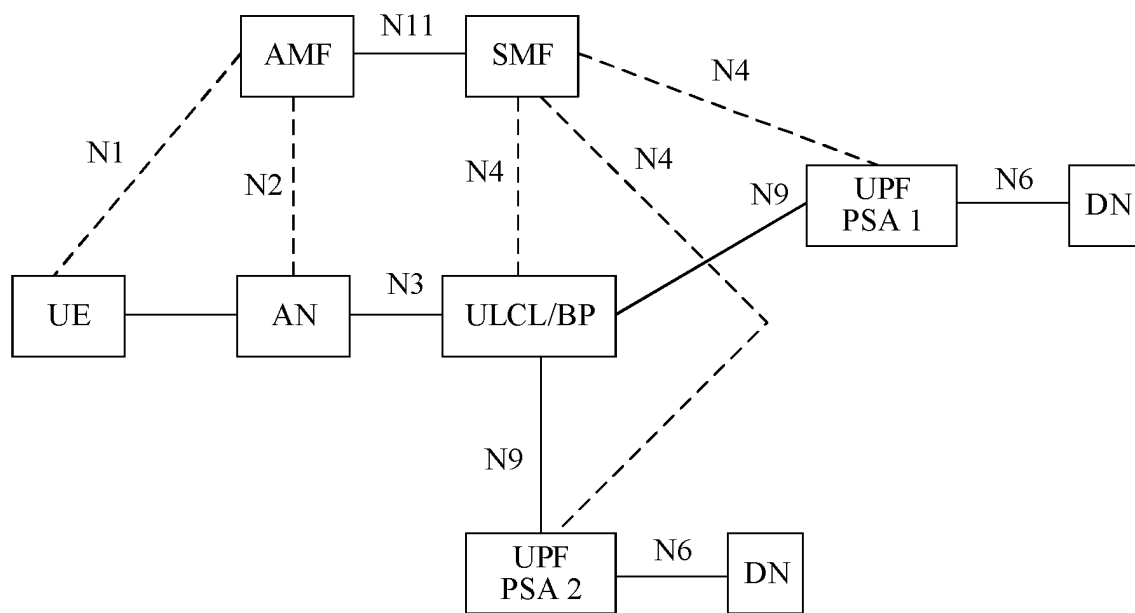 N11
AMF
SMF
N4
N1
N2
N4
N4
N9
UPF
PSA 1
N6
DN
UE
AN
N3
ULCL/BP
N9
UPF
PSA 2
N6
DN